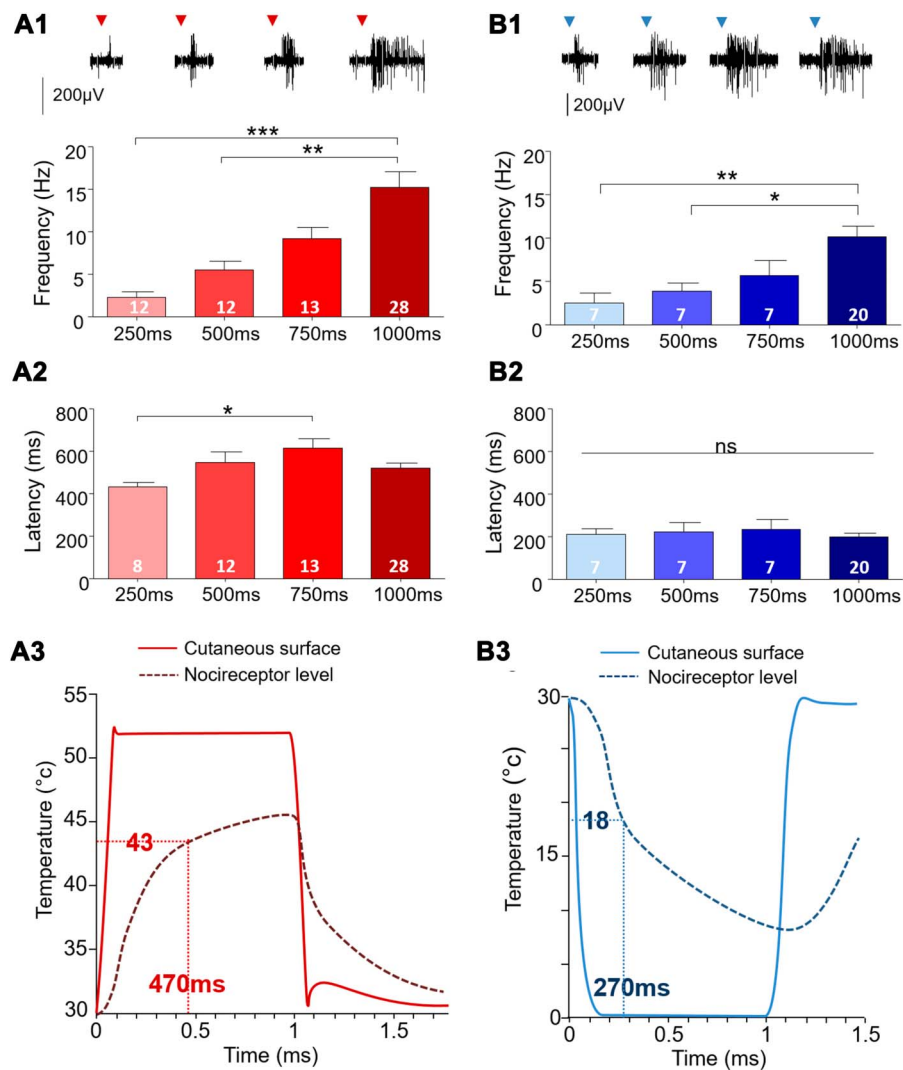 A1
200µV
***
**
Frequency (Hz)
20
15
10
5
0
12
12
13
28
250ms 500ms 750ms 1000ms
B1
200µV
**
*
Frequency (Hz)
20
15
10
5
0
7
7
7
20
250ms 500ms 750ms 1000ms
A2
*
Latency (ms)
800
600
400
200
0
8
12
13
28
250ms 500ms 750ms 1000ms
B2
ns
Latency (ms)
800
600
400
200
0
7
7
7
20
250ms 500ms 750ms 1000ms
A3
Cutaneous surface
Nocireceptor level
Temperature (°c)
55
50
45
40
35
30
43
470ms
0 0.5 1 1.5
Time (ms)
B3
Cutaneous surface
Nocireceptor level
Temperature (°c)
30
15
0
18
270ms
0 0.5 1.0 1.5
Time (ms)